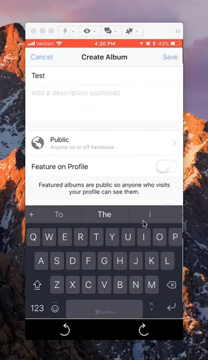 Verizon 4:20 PM 42%
Cancel Create Album Save
Test
Add a description (optional)
Public
Anyone on or off Facebook
Feature on Profile
Featured albums are public so anyone who visits
your profile can see them.
+ To The I
Q W E R T Y U I O P
A S D F G H J K L
Z X C V B N M
123